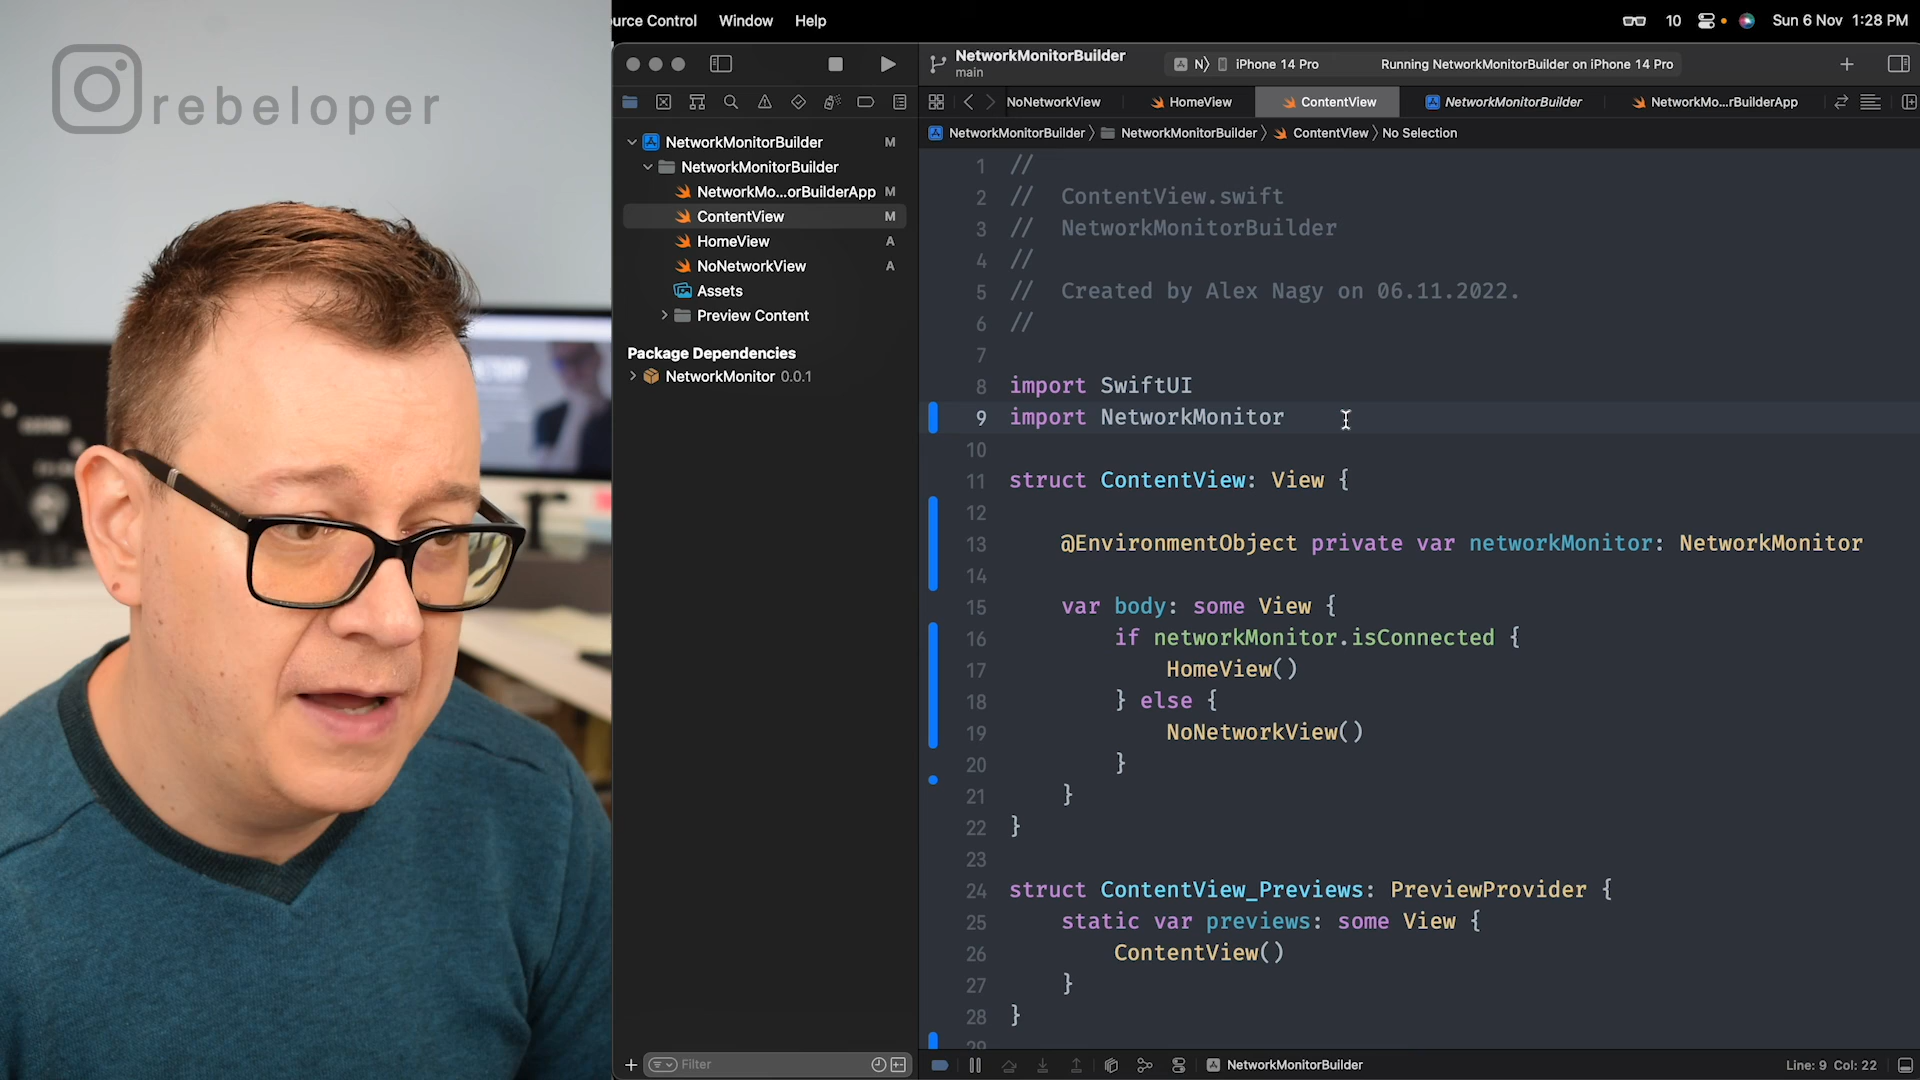 rebeloper
urce Control Window Help
10 Sun 6 Nov 1:28 PM
NetworkMonitorBuilder
main
N iPhone 14 Pro Running NetworkMonitorBuilder on iPhone 14 Pro
NoNetworkView HomeView ContentView NetworkMonitorBuilder NetworkMo...rBuilderApp
NetworkMonitorBuilder NetworkMonitorBuilder ContentView No Selection
NetworkMonitorBuilder M
NetworkMonitorBuilder
NetworkMo...orBuilderApp M
ContentView M
HomeView A
NoNetworkView A
Assets
Preview Content
Package Dependencies
NetworkMonitor 0.0.1
Filter
1 //
2 // ContentView.swift
3 // NetworkMonitorBuilder
4 //
5 // Created by Alex Nagy on 06.11.2022.
6 //
7
8 import SwiftUI
9 import NetworkMonitor
10
11 struct ContentView: View {
12
13 @EnvironmentObject private var networkMonitor: NetworkMonitor
14
15 var body: some View {
16 if networkMonitor.isConnected {
17 HomeView()
18 } else {
19 NoNetworkView()
20 }
21 }
22 }
23
24 struct ContentView_Previews: PreviewProvider {
25 static var previews: some View {
26 ContentView()
27 }
28 }
29
NetworkMonitorBuilder
Line: 9 Col: 22